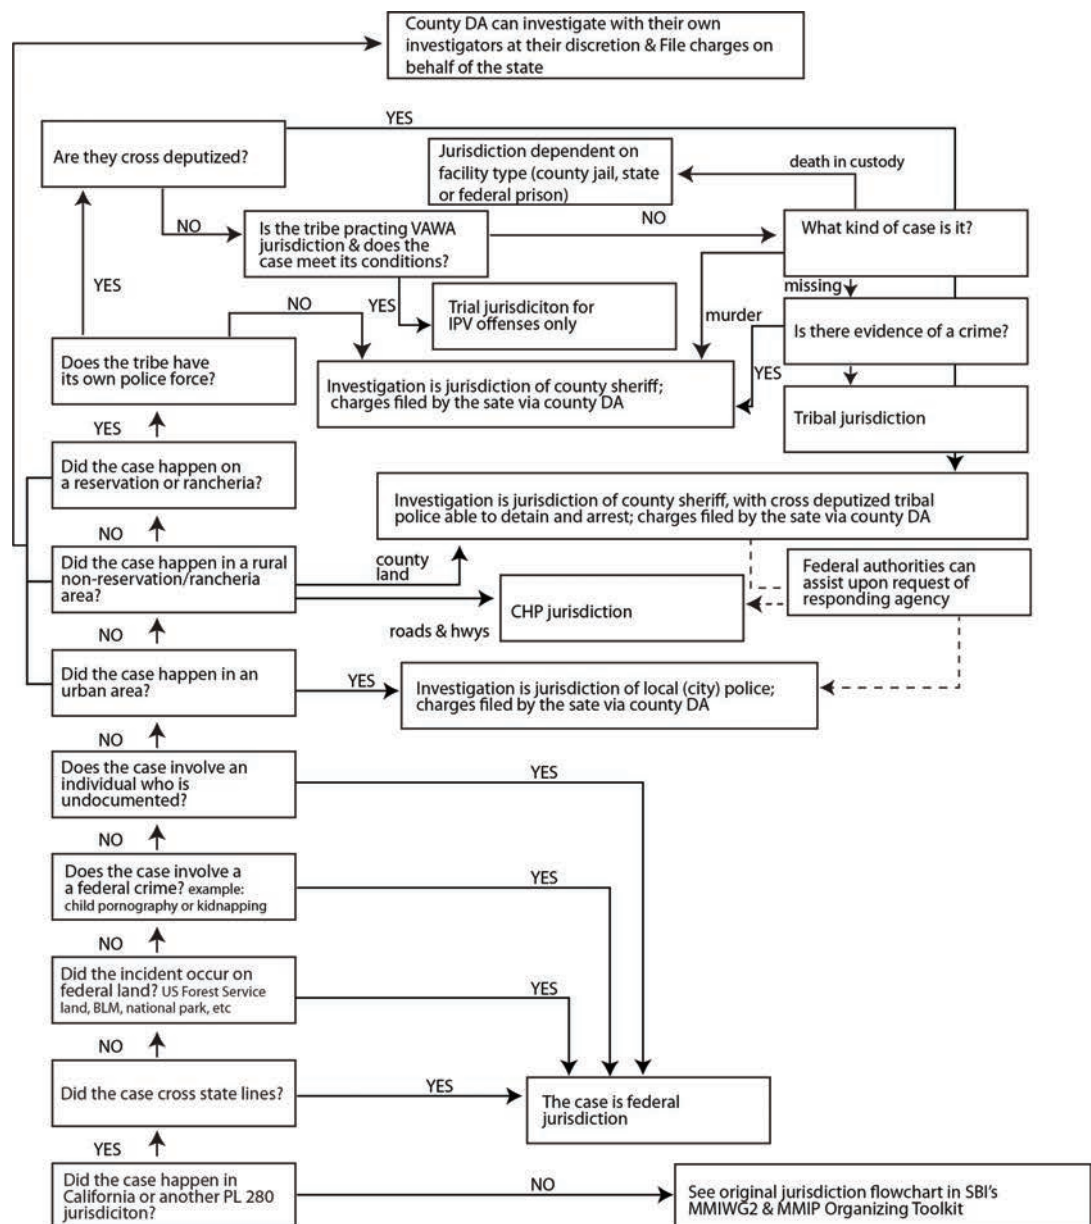 County DA can investigate with their own
investigators at their discretion & File charges on
behalf of the state
YES
Are they cross deputized?
Jurisdiction dependent on
facility type (county jail, state
or federal prison)
death in custody
NO
Is the tribe practing VAWA
jurisdiction & does the
case meet its conditions?
NO
What kind of case is it?
YES
YES
Trial jurisdiciton for
IPV offenses only
missing
murder
NO
Is there evidence of a crime?
Does the tribe have
its own police force?
Investigation is jurisdiction of county sheriff;
charges filed by the sate via county DA
YES
Tribal jurisdiction
YES
Did the case happen on
a reservation or rancheria?
Investigation is jurisdiction of county sheriff, with cross deputized tribal
police able to detain and arrest; charges filed by the sate via county DA
NO
Did the case happen in a rural
non-reservation/rancheria
area?
county
land
Federal authorities can
assist upon request of
responding agency
CHP jurisdiction
roads & hwys
NO
Did the case happen in an
urban area?
YES
Investigation is jurisdiction of local (city) police;
charges filed by the sate via county DA
NO
Does the case involve an
individual who is
undocumented?
YES
NO
Does the case involve a
a federal crime? example:
child pornography or kidnapping
YES
NO
Did the incident occur on
federal land? US Forest Service
land, BLM, national park, etc
YES
NO
Did the case cross state lines?
YES
The case is federal
jurisdiction
YES
Did the case happen in
California or another PL 280
jurisdiciton?
NO
See original jurisdiction flowchart in SBI's
MMIWG2 & MMIP Organizing Toolkit